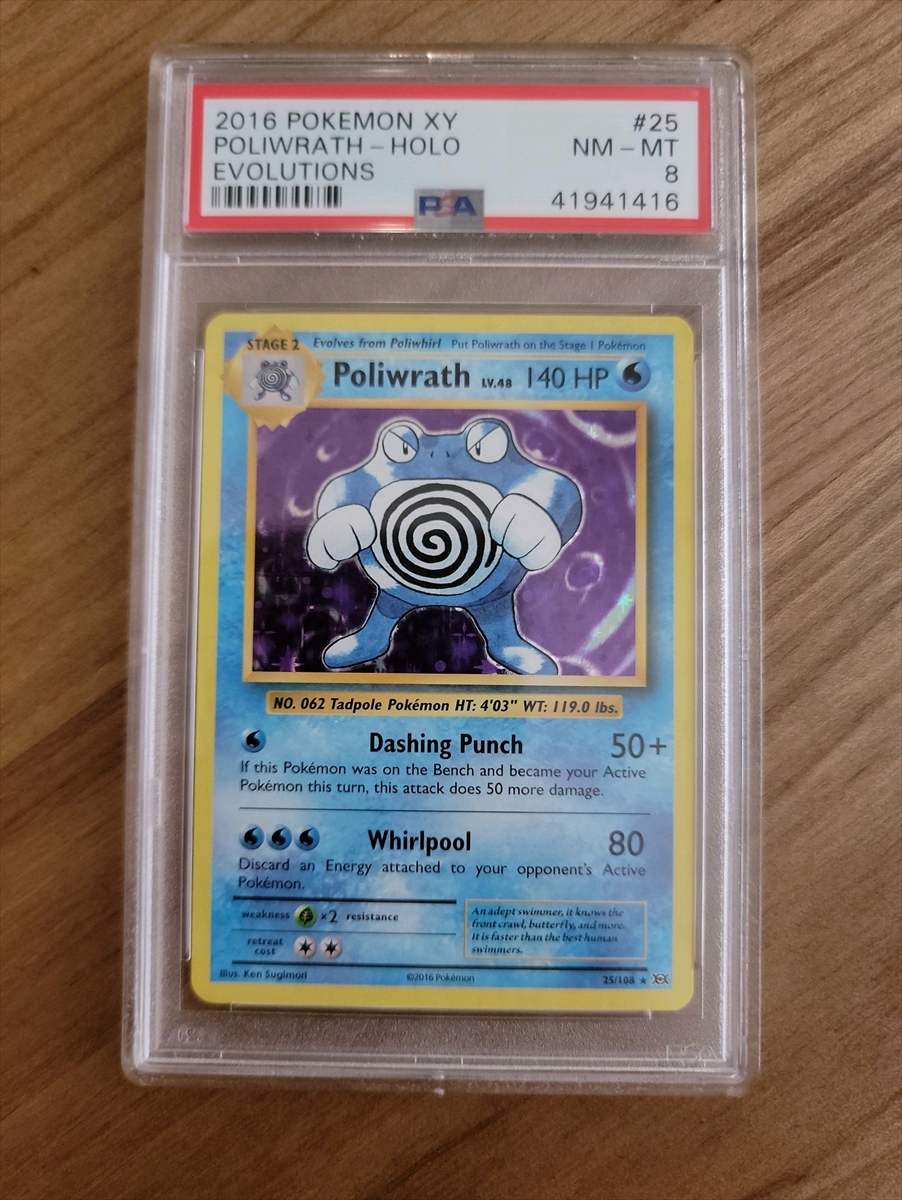 2016 POKEMON XY #25
POLIWRATH - HOLO NM - MT
EVOLUTIONS 8
PSA 41941416
STAGE 2 Evolves from Poliwhirl Put Poliwrath on the Stage 1 Pokémon
Poliwrath LV.48 140 HP
NO. 062 Tadpole Pokémon HT: 4'03" WT: 119.0 lbs.
Dashing Punch 50+
If this Pokémon was on the Bench and became your Active
Pokémon this turn, this attack does 50 more damage.
Whirlpool 80
Discard an Energy attached to your opponent's Active
Pokémon.
weakness ×2 resistance
retreat
cost
An adept swimmer, it knows the
front crawl, butterfly, and more.
It is faster than the best human
swimmers.
Illus. Ken Sugimori ©2016 Pokémon 25/108 ★ XY
PSA